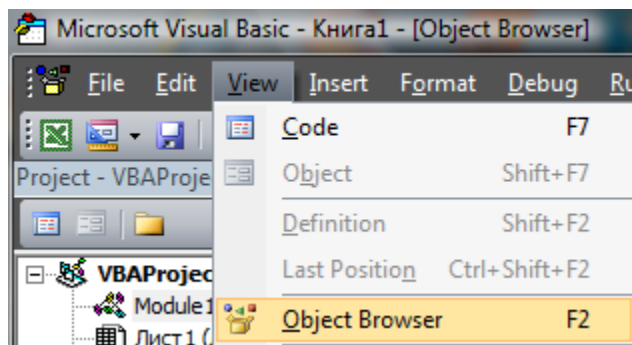 Microsoft Visual Basic - Книга1 - [Object Browser]
File Edit View Insert Format Debug
Code F7
Project - VBAProje
Object Shift+F7
Definition Shift+F2
Last Position Ctrl+Shift+F2
VBAProjec
Module1
Object Browser F2
Лист1 (